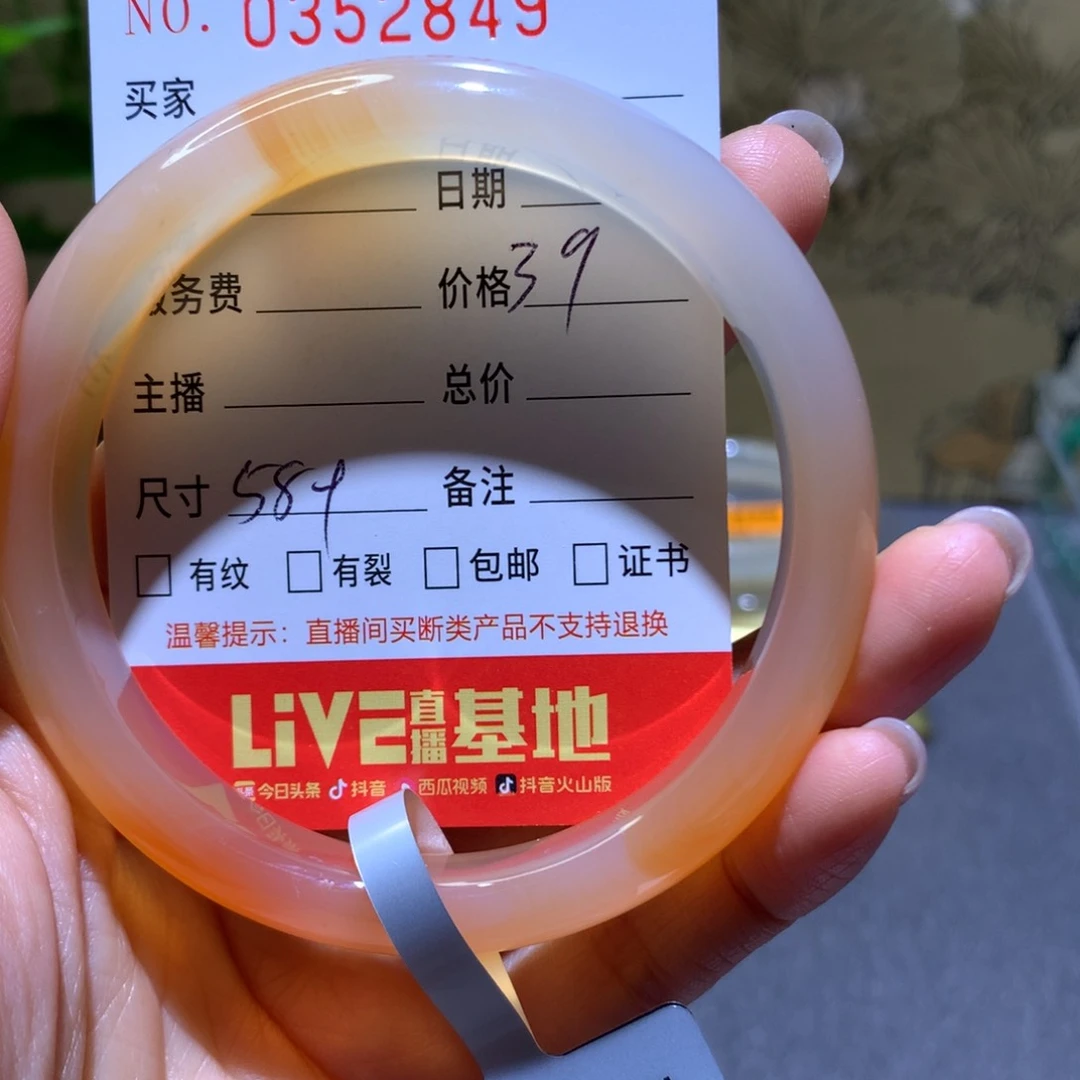 NO. 0352849
买家
日期
务费 价格39
主播 总价
尺寸 584 备注
□ 有纹 □ 有裂 □ 包邮 □ 证书
温馨提示：直播间买断类产品不支持退换
LiVE直播基地
今日头条 抖音 西瓜视频 抖音火山版